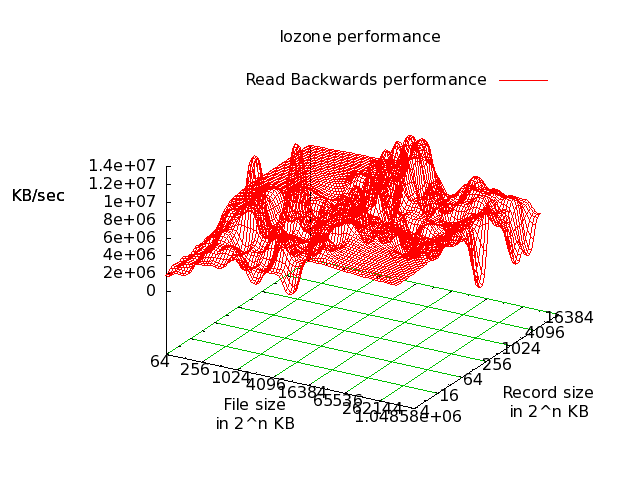 Iozone performance
Read Backwards performance
KB/sec
1.4e+07
1.2e+07
1e+07
8e+06
6e+06
4e+06
2e+06
0
64
256
1024
4096
16384
65536
262144
1.04858e+06
File size
in 2^n KB
4
16
64
256
1024
4096
16384
Record size
in 2^n KB